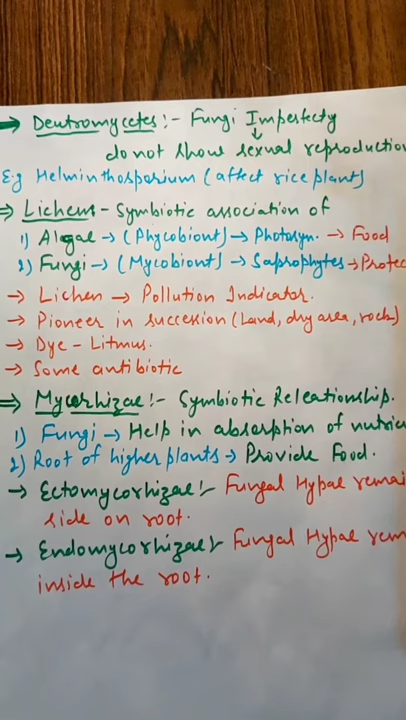 → Deutromycetes :- Fungi Imperfecty
↓
do not show sexual reproduction
E.g Helminthosporium (affect rice plant)
⇒ Lichens - Symbiotic association of
1) Algae → (Phycobiont) → Photosyn. → Food
2) Fungi → (Mycobiont) → Saprophytes → Protec
→ Lichen → Pollution Indicator.
→ Pioneer in succession (Land, dry area, rocks)
→ Dye - Litmus.
→ Some antibiotic
⇒ Mycorhizae :- Symbiotic Releationship.
1) Fungi → Help in absorption of nutrie
2) Root of higher plants → Provide Food.
→ Ectomycorhizae :- Fungal Hypae remai
side on root.
→ Endomycorhizae :- Fungal Hypae rem
inside the root.